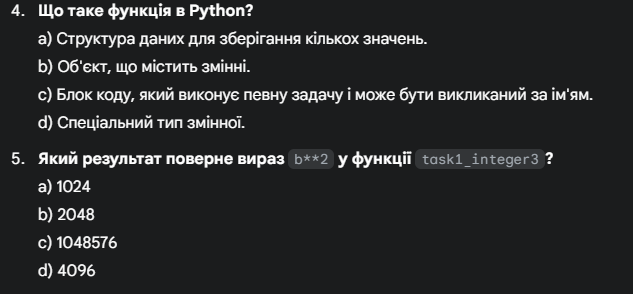 4. Що таке функція в Python?
a) Структура даних для зберігання кількох значень.
b) Об'єкт, що містить змінні.
c) Блок коду, який виконує певну задачу і може бути викликаний за ім'ям.
d) Спеціальний тип змінної.
5. Який результат поверне вираз b**2 у функції task1_integer3 ?
a) 1024
b) 2048
c) 1048576
d) 4096